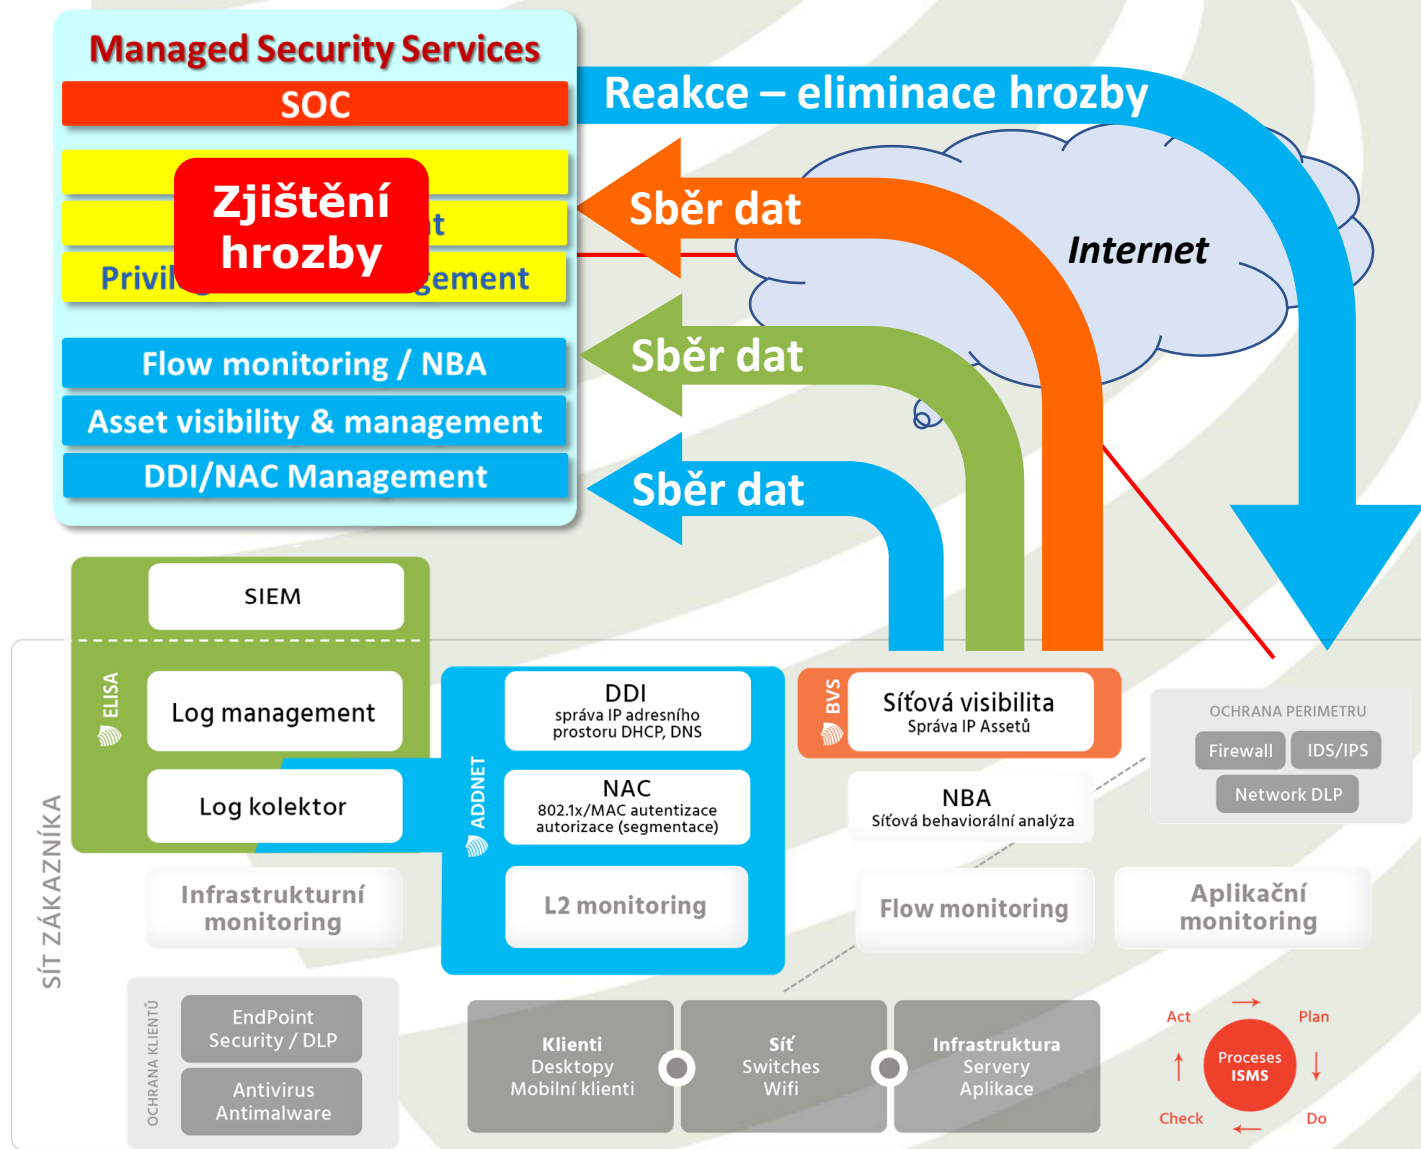 Managed Security Services
SOC
Zjištění
hrozby
Flow monitoring / NBA
Asset visibility & management
DDI/NAC Management
Reakce – eliminace hrozby
Sběr dat
Internet
Sběr dat
Sběr dat
SIEM
ELISA
Log management
Log kolektor
ADDNET
DDI
správa IP adresního
prostoru DHCP, DNS
NAC
802.1x/MAC autentizace
autorizace (segmentace)
L2 monitoring
BVS
Síťová visibilita
Správa IP Assetů
NBA
Síťová behaviorální analýza
Flow monitoring
OCHRANA PERIMETRU
Firewall
IDS/IPS
Network DLP
Aplikační
monitoring
Infrastrukturní
monitoring
SÍŤ ZÁKAZNÍKA
OCHRANA KLIENTŮ
EndPoint
Security / DLP
Antivirus
Antimalware
Klienti
Desktopy
Mobilní klienti
Síť
Switches
Wifi
Infrastruktura
Servery
Aplikace
Act
Plan
Proceses
ISMS
Check
Do